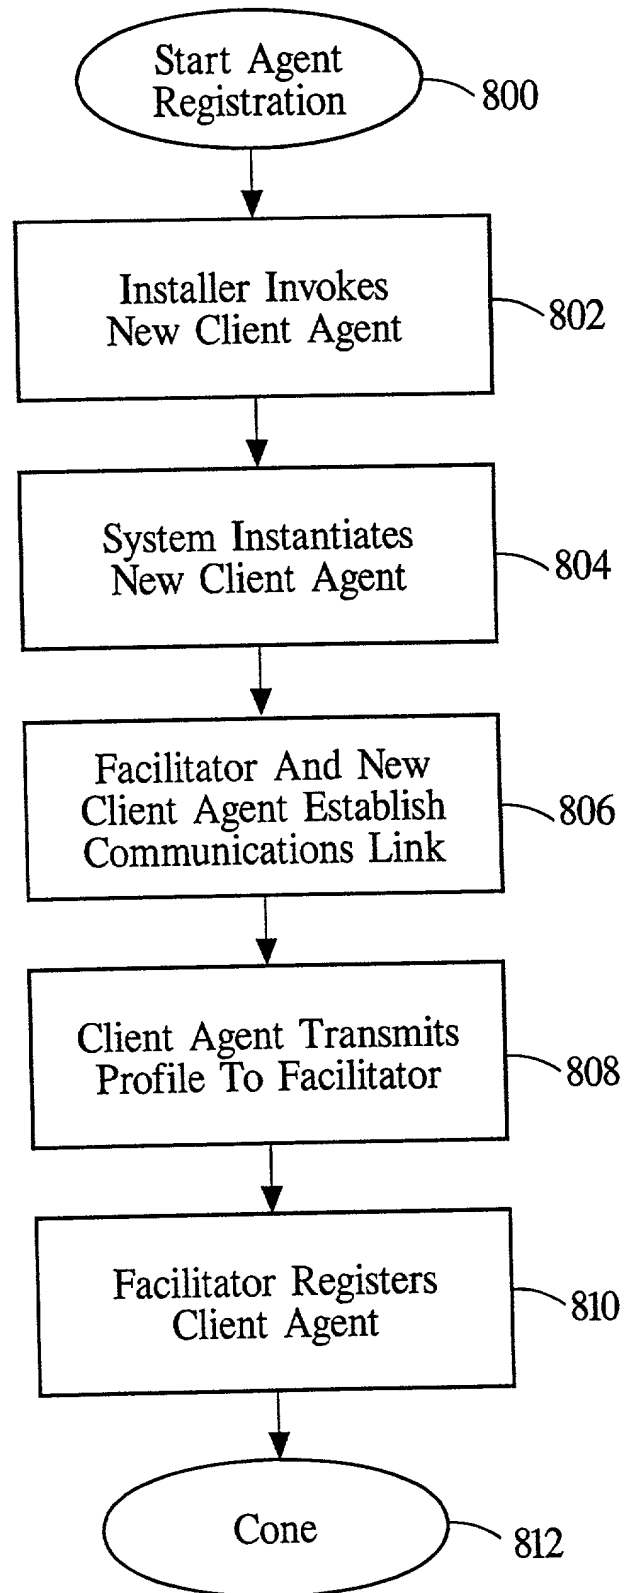 Start Agent
Registration
800
Installer Invokes
New Client Agent
802
System Instantiates
New Client Agent
804
Facilitator And New
Client Agent Establish
Communications Link
806
Client Agent Transmits
Profile To Facilitator
808
Facilitator Registers
Client Agent
810
Cone
812